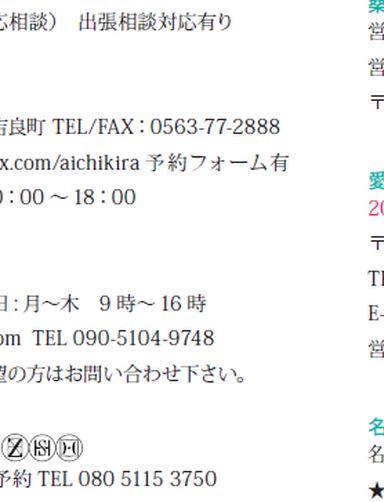 応相談） 出張相談対応有り
吉良町 TEL/FAX：0563-77-2888
x.com/aichikira 予約フォーム有
0：00 ～ 18：00
日：月～木 9 時～ 16 時
om TEL 090-5104-9748
望の方はお問い合わせ下さい。
Z H H
予約 TEL 080 5115 3750
営
営
〒
愛
20
〒
TE
E-
営
名
名
★